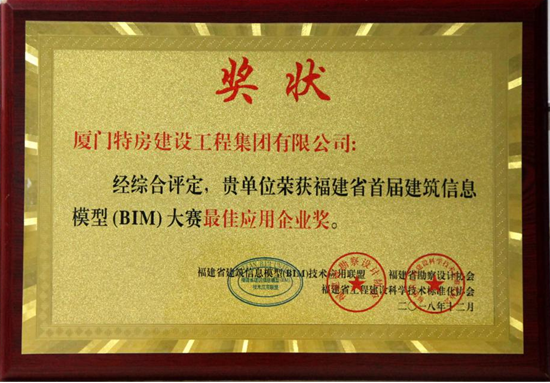 奖状
厦门特房建设工程集团有限公司:
经综合评定，贵单位荣获福建省首届建筑信息
模型(BIM)大赛最佳应用企业奖。
福建省建筑信息模型(BIM)技术应用联盟 福建省勘察设计协会
福建省工程建设科学技术标准化协会
二〇一八年十二月